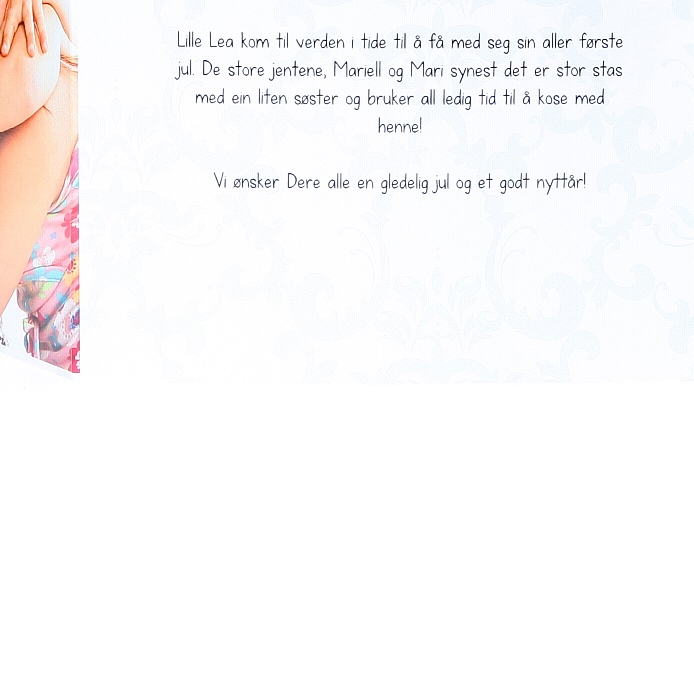 Lille Lea kom til verden i tide til å få med seg sin aller første
jul. De store jentene, Mariell og Mari synest det er stor stas
med ein liten søster og bruker all ledig tid til å kose med
henne!
Vi ønsker Dere alle en gledelig jul og et godt nyttår!